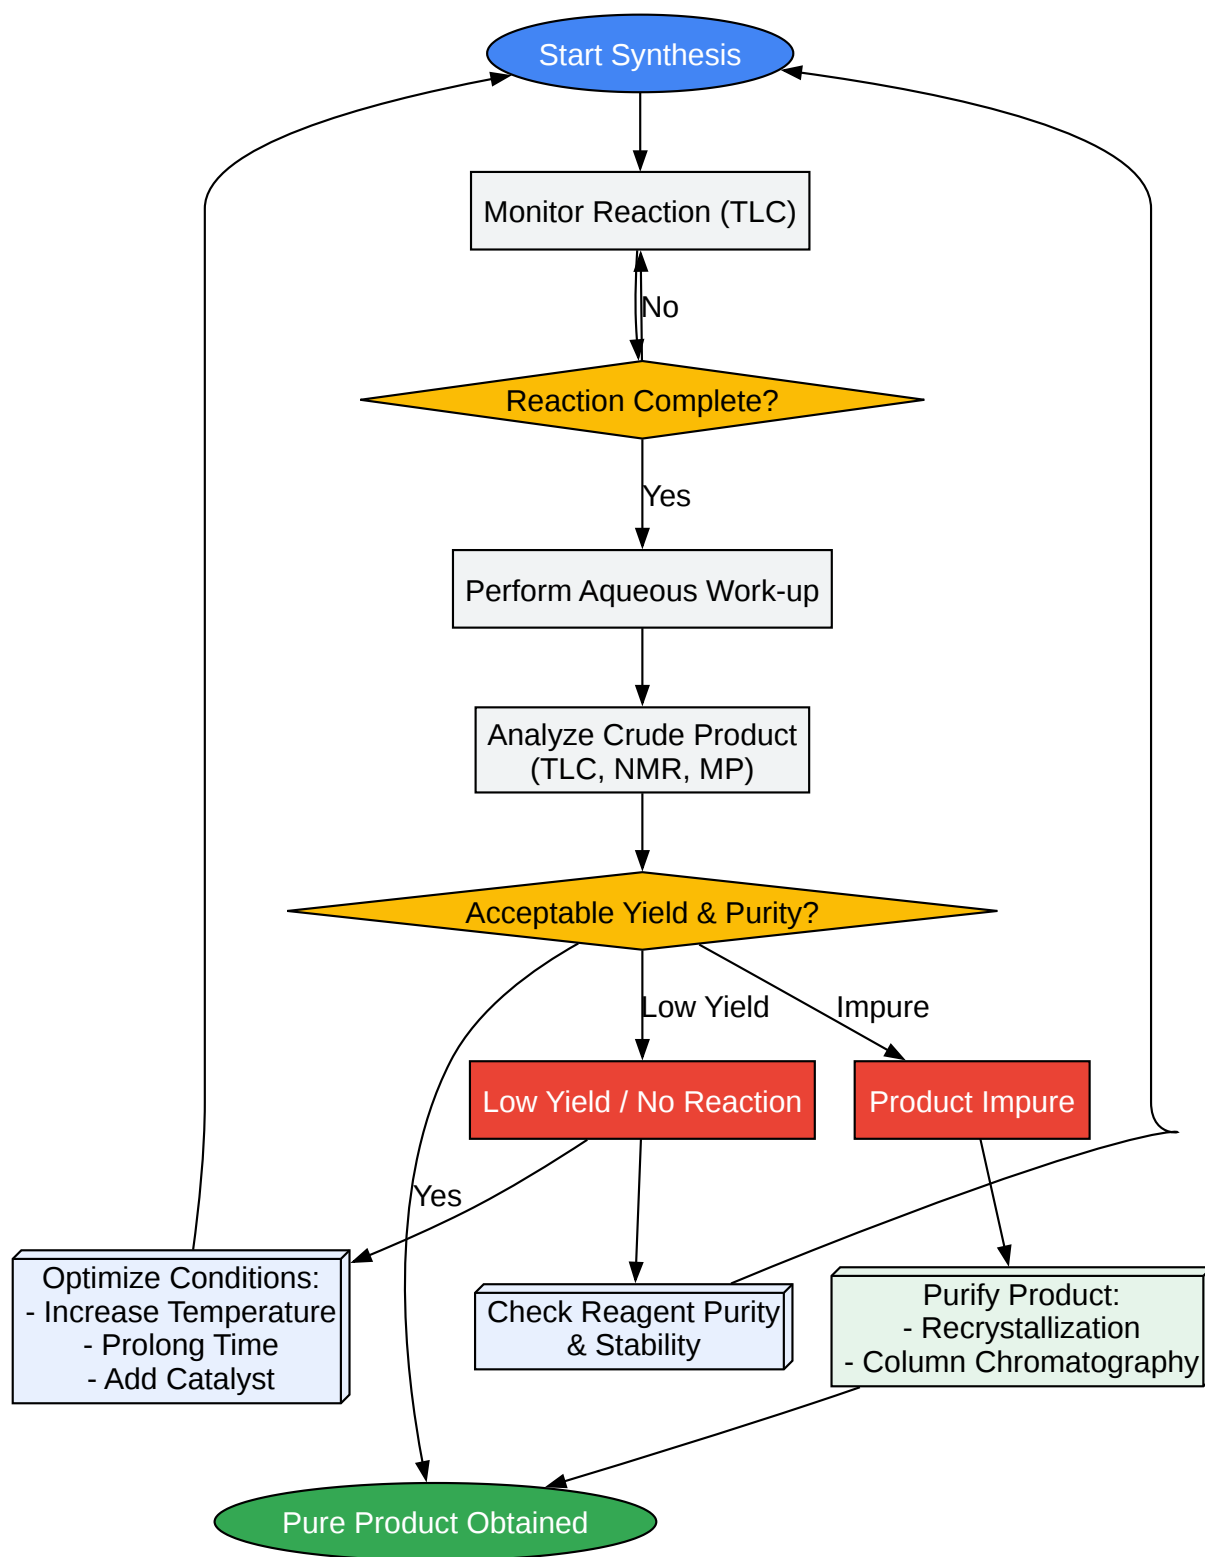 Start Synthesis
Monitor Reaction (TLC)
No
Reaction Complete?
Yes
Perform Aqueous Work-up
Analyze Crude Product
(TLC, NMR, MP)
Acceptable Yield & Purity?
Low Yield
Impure
Low Yield / No Reaction
Product Impure
Yes
Optimize Conditions:
- Increase Temperature
- Prolong Time
- Add Catalyst
Check Reagent Purity
& Stability
Purify Product:
- Recrystallization
- Column Chromatography
Pure Product Obtained